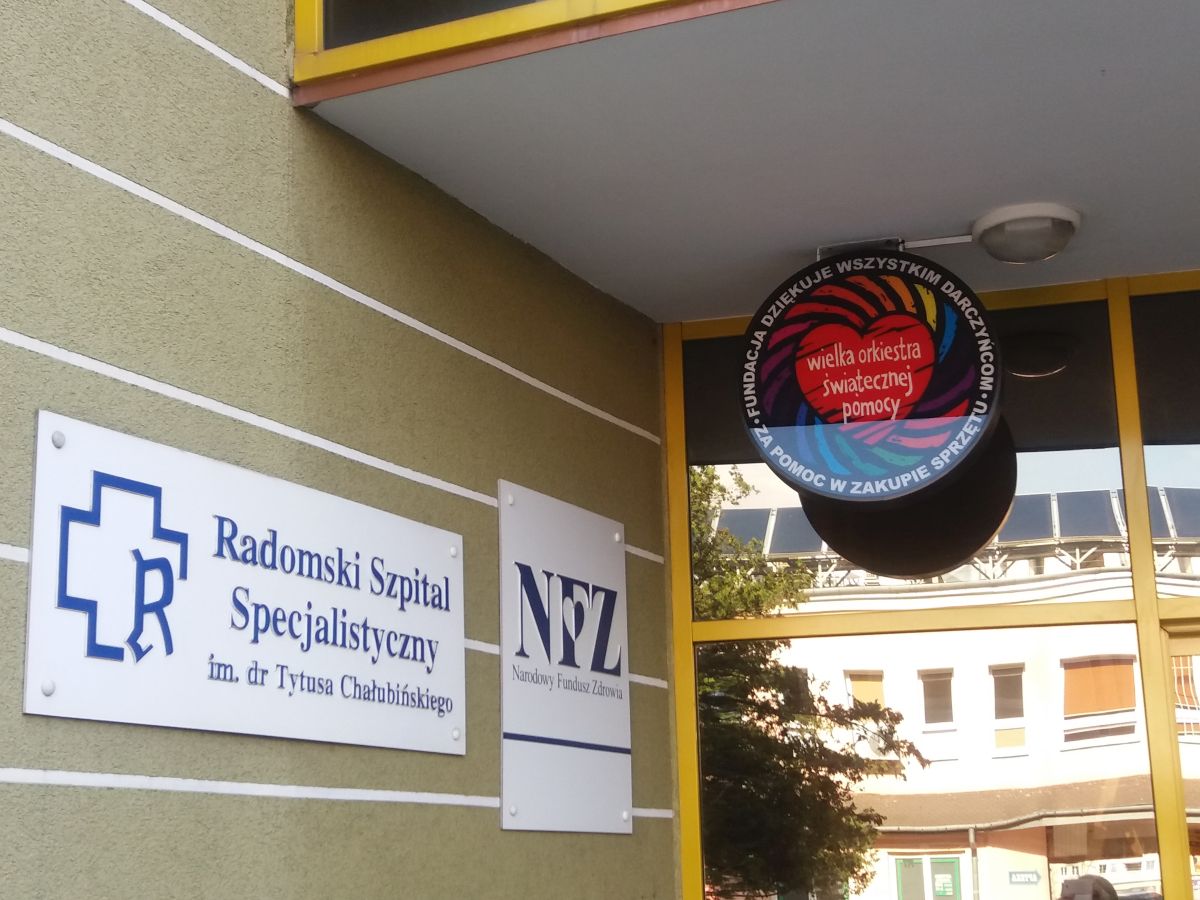 Radomski Szpital
Specjalistyczny
im. dr Tytusa Chałubińskiego
NFZ
Narodowy Fundusz Zdrowia
• FUNDACJA DZIĘKUJE WSZYSTKIM DARCZYŃCOM •
ZA POMOC W ZAKUPIE SPRZĘTU
wielka orkiestra
świątecznej
pomocy